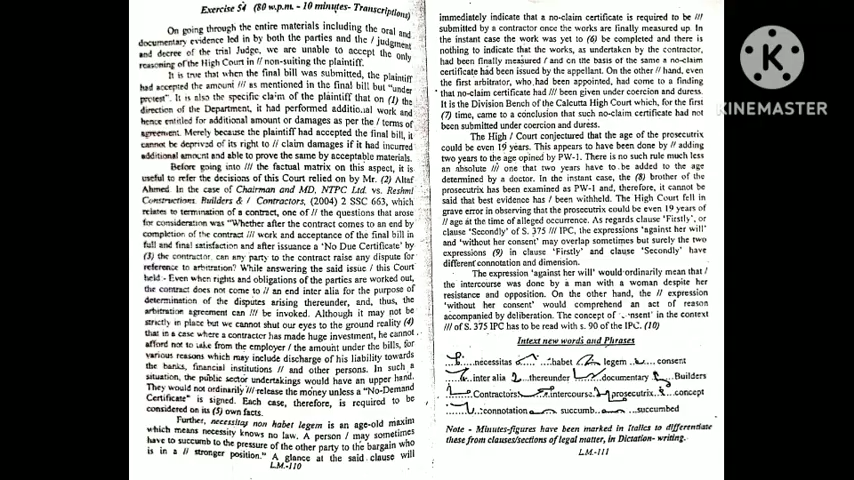 Exercise 54 (80 w.p.m. - 10 minutes- Transcriptions)
On going through the entire materials including the oral and
documentary evidence led in by both the parties and the / judgment
and decree of the trial Judge, we are unable to accept the only
reasoning of the High Court in // non-suiting the plaintiff.
It is true that when the final bill was submitted, the plaintiff
had accepted the amount /// as mentioned in the final bill but "under
protest". It is also the specific claim of the plaintiff that on (1) the
direction of the Department, it had performed additional work and
hence entitled for additional amount or damages as per the / terms of
agreement. Merely because the plaintiff had accepted the final bill, it
cannot be deprived of its right to // claim damages if it had incurred
additional amount and able to prove the same by acceptable materials.
Before going into /// the factual matrix on this aspect, it is
useful to refer the decisions of this Court relied on by Mr. (2) Altaf
Ahmed. In the case of Chairman and MD, NTPC Ltd. vs. Reshmi
Constructions, Builders & / Contractors, (2004) 2 SSC 663, which
relates to termination of a contract, one of // the questions that arose
for consideration was "Whether after the contract comes to an end by
completion of the contract /// work and acceptance of the final bill in
full and final satisfaction and after issuance a 'No Due Certificate' by
(3) the contractor, can any party to the contract raise any dispute for
reference to arbitration? While answering the said issue / this Court
held - Even when rights and obligations of the parties are worked out,
the contract does not come to // an end inter alia for the purpose of
determination of the disputes arising thereunder, and, thus, the
arbitration agreement can /// be invoked. Although it may not be
strictly in place but we cannot shut our eyes to the ground reality (4)
that in a case where a contractor has made huge investment, he cannot
afford not to take from the employer / the amount under the bills, for
various reasons which may include discharge of his liability towards
the banks, financial institutions // and other persons. In such a
situation, the public sector undertakings would have an upper hand.
They would not ordinarily /// release the money unless a "No-Demand
Certificate" is signed. Each case, therefore, is required to be
considered on its (5) own facts.
Further, necessitas non habet legem is an age-old maxim
which means necessity knows no law. A person / may sometimes
have to succumb to the pressure of the other party to the bargain who
is in a // stronger position." A glance at the said clause will
L.M.-110
immediately indicate that a no-claim certificate is required to be ///
submitted by a contractor once the works are finally measured up. In
the instant case the work was yet to (6) be completed and there is
nothing to indicate that the works, as undertaken by the contractor,
had been finally measured / and on the basis of the same a no-claim
certificate had been issued by the appellant. On the other // hand, even
the first arbitrator, who had been appointed, had come to a finding
that no-claim certificate had /// been given under coercion and duress.
It is the Division Bench of the Calcutta High Court which, for the first
(7) time, came to a conclusion that such no-claim certificate had not
been submitted under coercion and duress.
The High / Court conjectured that the age of the prosecutrix
could be even 19 years. This appears to have been done by // adding
two years to the age opined by PW-1. There is no such rule much less
an absolute /// one that two years have to be added to the age
determined by a doctor. In the instant case, the (8) brother of the
prosecutrix has been examined as PW-1 and, therefore, it cannot be
said that best evidence has / been withheld. The High Court fell in
grave error in observing that the prosecutrix could be even 19 years of
// age at the time of alleged occurrence. As regards clause 'Firstly', or
clause 'Secondly' of S. 375 /// IPC, the expressions 'against her will'
and 'without her consent' may overlap sometimes but surely the two
expressions (9) in clause 'Firstly' and clause 'Secondly' have
different connotation and dimension.
The expression 'against her will' would ordinarily mean that /
the intercourse was done by a man with a woman despite her
resistance and opposition. On the other hand, the // expression
'without her consent' would comprehend an act of reason
accompanied by deliberation. The concept of 'consent' in the context
/// of S. 375 IPC has to be read with s. 90 of the IPC. (10)
Intext new words and Phrases
....necessitas ....habet ....legem ....consent
....inter alia ....thereunder ....documentary ....Builders
....Contractors ....intercourse ....prosecutrix ....concept
....connotation ....succumb ....succumbed
Note - Minutes-figures have been marked in Italics to differentiate
these from clauses/sections of legal matter, in Dictation- writing.
L.M.-111
KINEMASTER